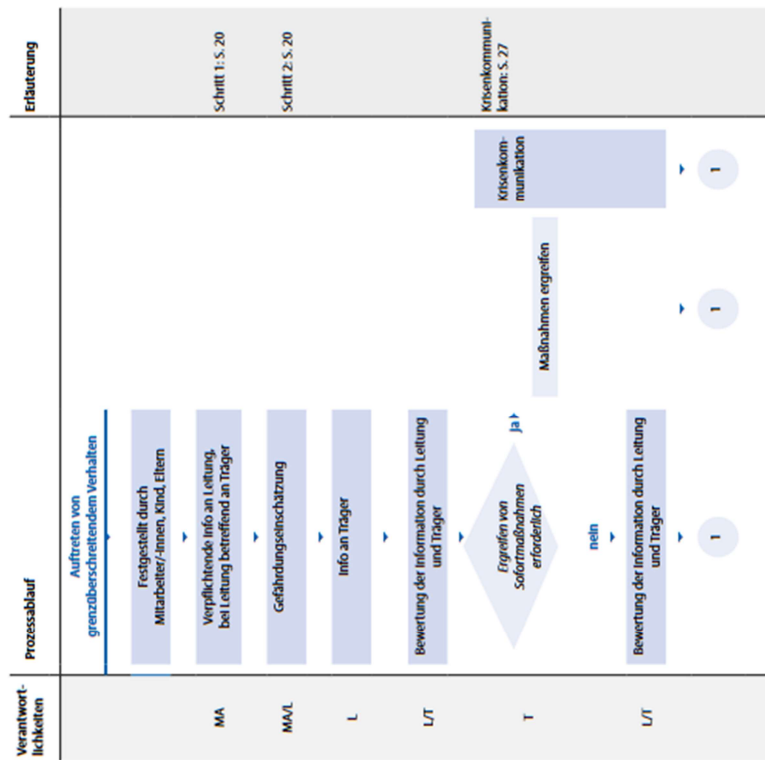 Verantwort-
lichkeiten
Prozessablauf
Erläuterung
Auftreten von
grenzüberschreitendem Verhalten
Festgestellt durch
Mitarbeiter/-innen, Kind, Eltern
MA
Verpflichtende Info an Leitung,
bei Leitung betreffend an Träger
Schritt 1: S. 20
MA/L
Gefährdungseinschätzung
Schritt 2: S. 20
L
Info an Träger
L/T
Bewertung der Information durch Leitung
und Träger
T
Ergreifen von
Sofortmaßnahmen
erforderlich
Ja
Maßnahmen ergreifen
Krisenkom-
munikation
Krisenkommuni-
kation: S. 27
nein
L/T
Bewertung der Information durch Leitung
und Träger
1
1
1